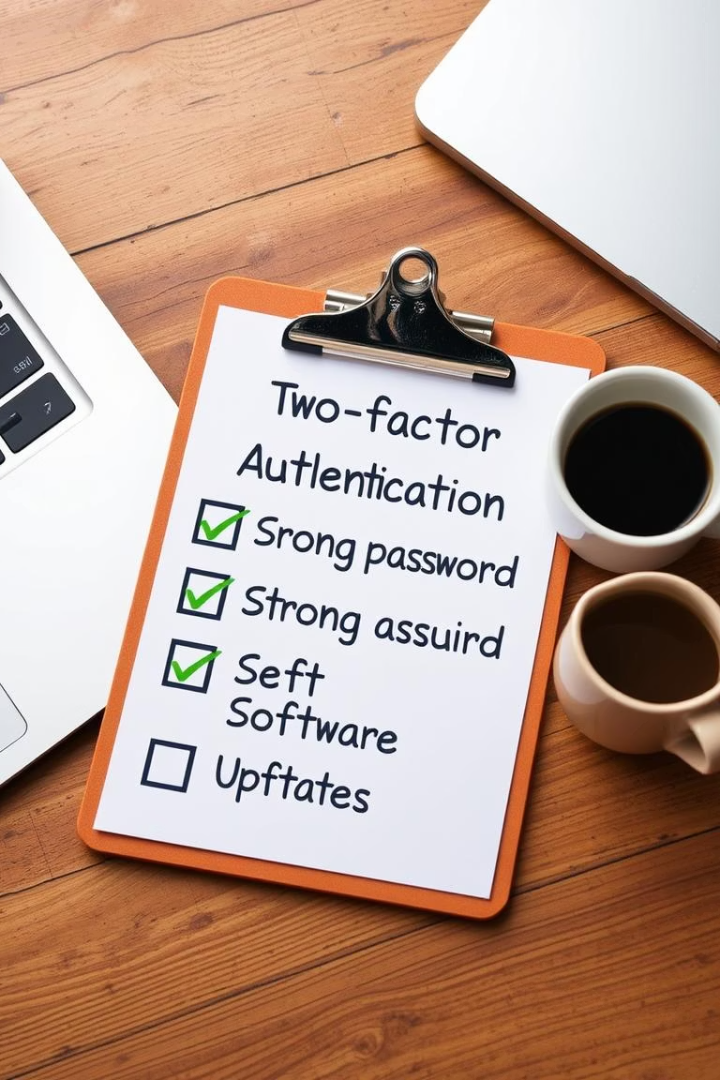 Two-factor
Autlentication
Srong password
Strong assuird
Seft
Software
Upftates